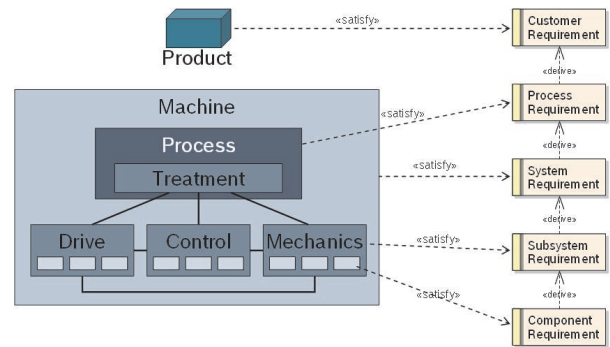 «satisfy»
Customer
Requirement
Product
«derive»
Machine
Process
Requirement
«satisfy»
Process
«derive»
Treatment
«satisfy»
System
Requirement
«derive»
Drive
Control
Mechanics
«satisfy»
Subsystem
Requirement
«satisfy»
«derive»
Component
Requirement